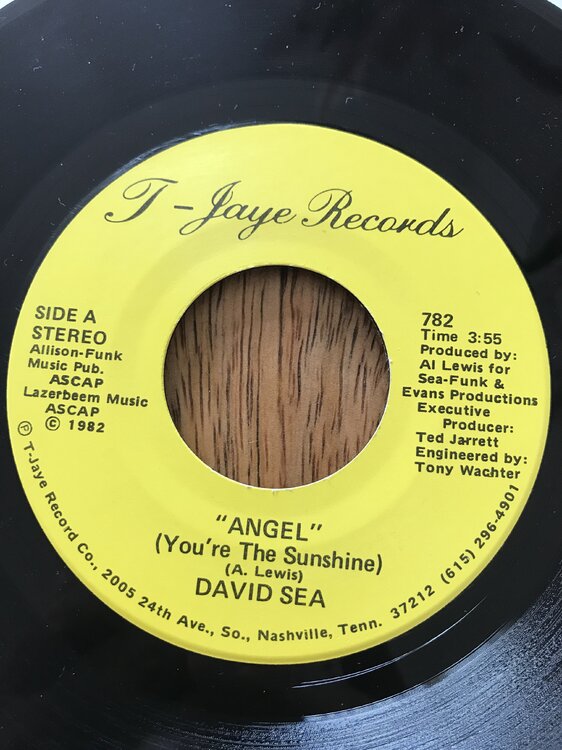 T-Jaye Records
SIDE A
STEREO
Allison-Funk
Music Pub.
ASCAP
Lazerbeem Music
ASCAP
© 1982
782
Time 3:55
Produced by:
Al Lewis for
Sea-Funk &
Evans Productions
Executive
Producer:
Ted Jarrett
Engineered by:
Tony Wachter
"ANGEL"
(You're The Sunshine)
(A. Lewis)
DAVID SEA
℗ T-Jaye Record Co., 2005 24th Ave., So., Nashville, Tenn. 37212 (615) 296-4901